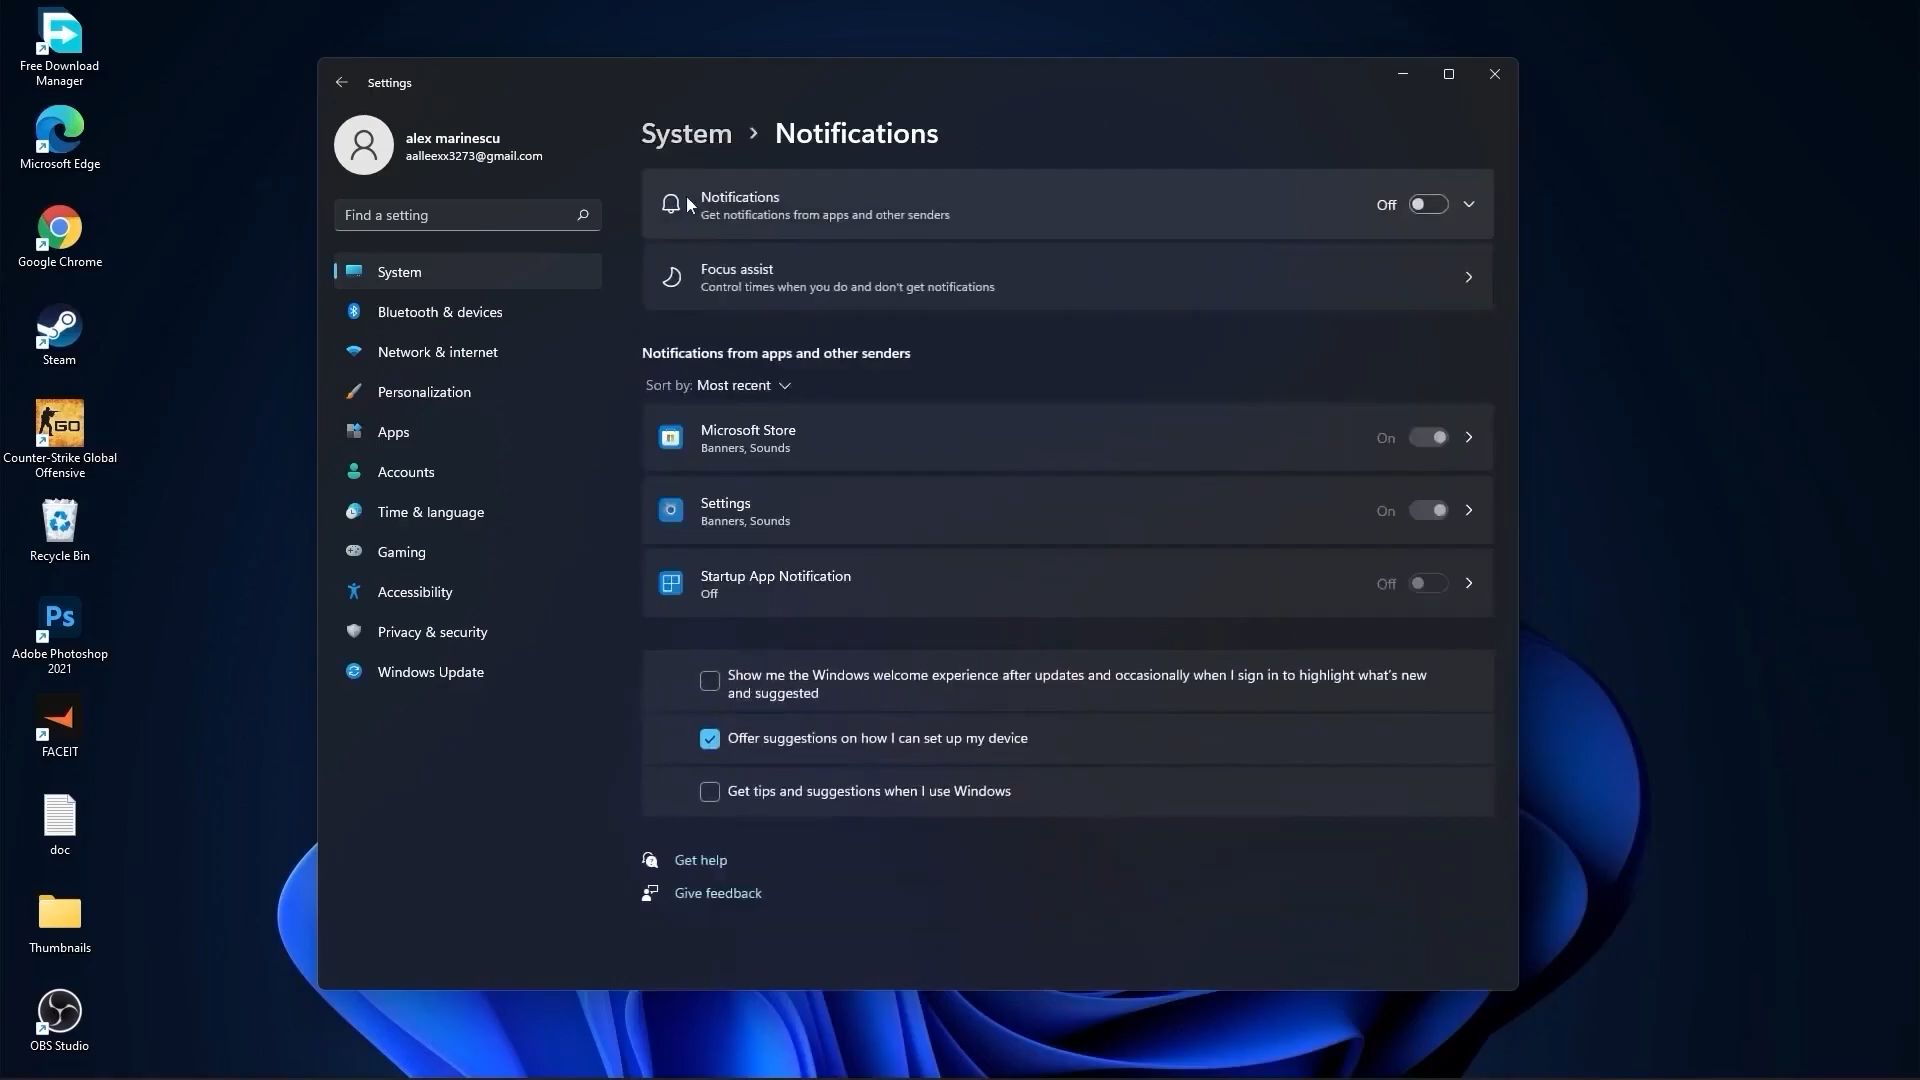 Free Download
Manager
Microsoft Edge
Google Chrome
Steam
GO
Counter-Strike Global
Offensive
Recycle Bin
Ps
Adobe Photoshop
2021
FACEIT
doc
Thumbnails
OBS Studio
Settings
alex marinescu
aalleexx3273@gmail.com
Find a setting
System
Bluetooth & devices
Network & internet
Personalization
Apps
Accounts
Time & language
Gaming
Accessibility
Privacy & security
Windows Update
System > Notifications
Notifications
Get notifications from apps and other senders
Off
Focus assist
Control times when you do and don't get notifications
Notifications from apps and other senders
Sort by: Most recent
Microsoft Store
Banners, Sounds
On
Settings
Banners, Sounds
On
Startup App Notification
Off
Off
Show me the Windows welcome experience after updates and occasionally when I sign in to highlight what's new
and suggested
Offer suggestions on how I can set up my device
Get tips and suggestions when I use Windows
Get help
Give feedback